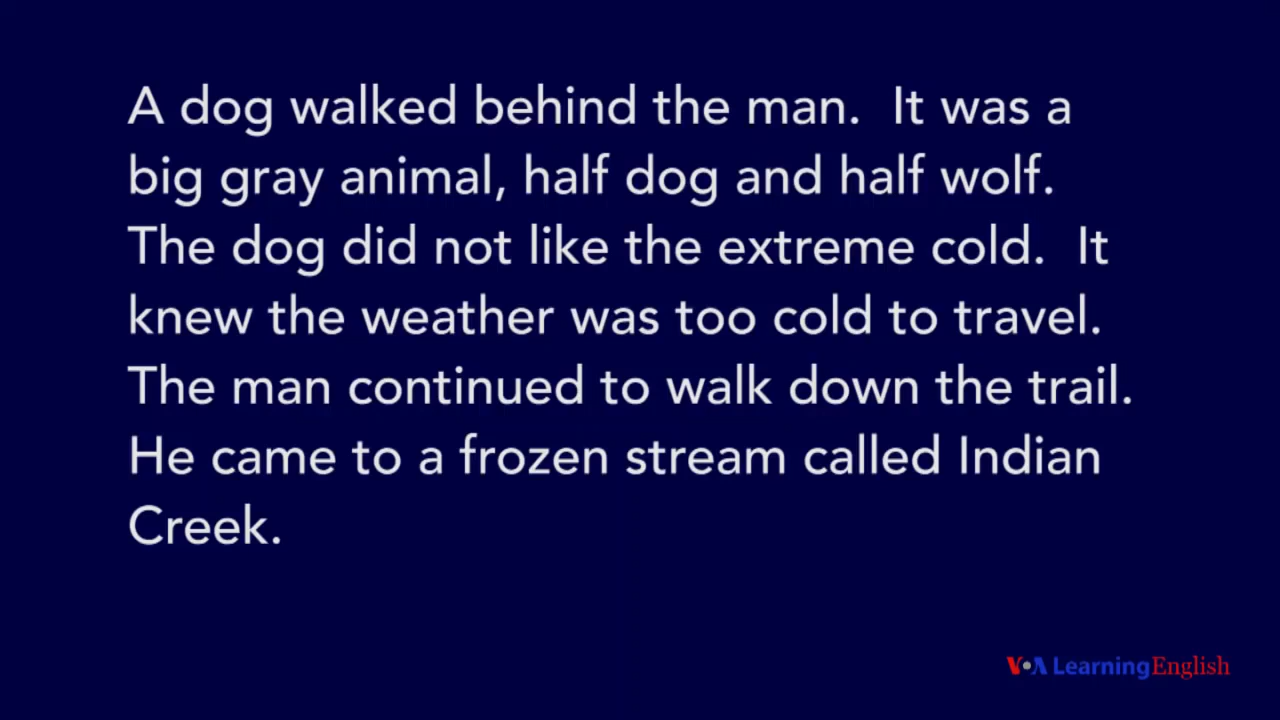 A dog walked behind the man.  It was a
big gray animal, half dog and half wolf.
The dog did not like the extreme cold.  It
knew the weather was too cold to travel.
The man continued to walk down the trail.
He came to a frozen stream called Indian
Creek.
VOA LearningEnglish